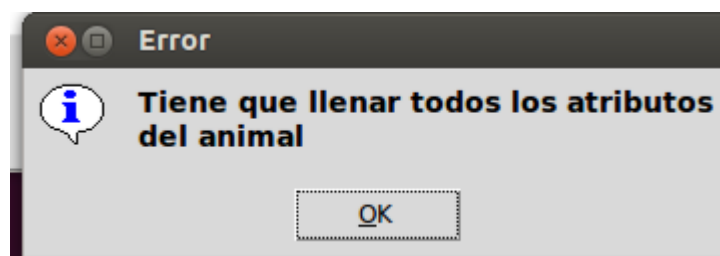 Error
Tiene que llenar todos los atributos
del animal
OK